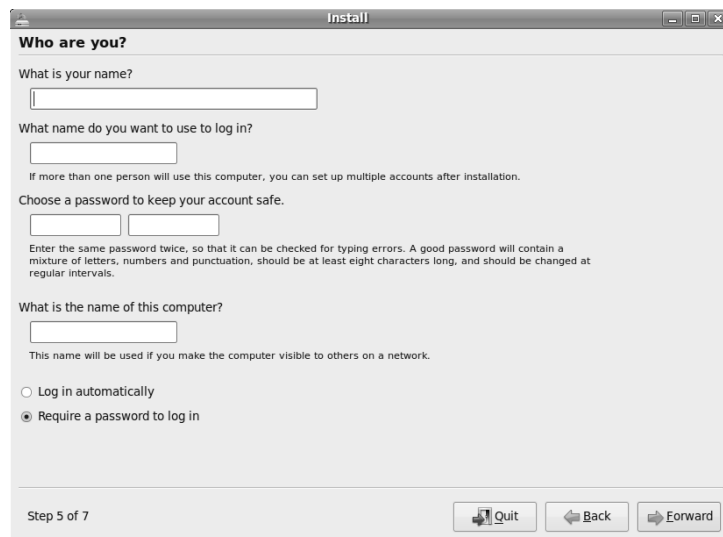 Install
Who are you?
What is your name?
What name do you want to use to log in?
If more than one person will use this computer, you can set up multiple accounts after installation.
Choose a password to keep your account safe.
Enter the same password twice, so that it can be checked for typing errors. A good password will contain a
mixture of letters, numbers and punctuation, should be at least eight characters long, and should be changed at
regular intervals.
What is the name of this computer?
This name will be used if you make the computer visible to others on a network.
Log in automatically
Require a password to log in
Step 5 of 7
Quit
Back
Forward